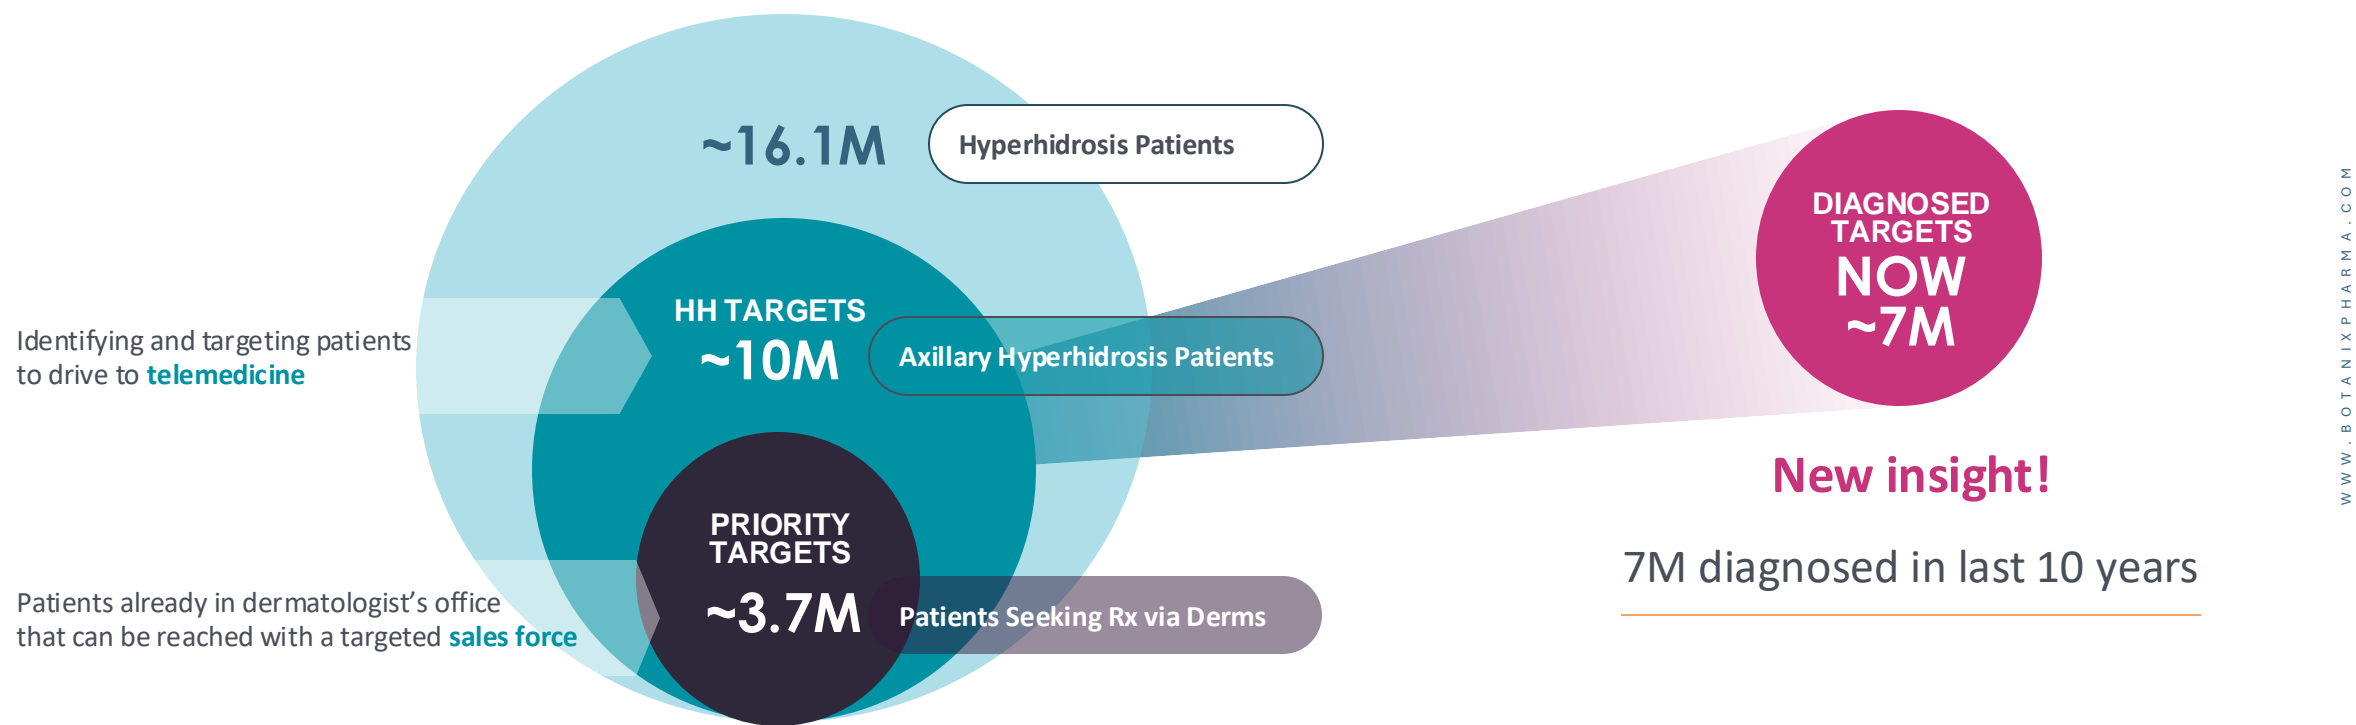 ~16.1M
Hyperhidrosis Patients
HH TARGETS
~10M
Axillary Hyperhidrosis Patients
Identifying and targeting patients
to drive to telemedicine
PRIORITY
TARGETS
~3.7M
Patients Seeking Rx via Derms
Patients already in dermatologist’s office
that can be reached with a targeted sales force
DIAGNOSED
TARGETS
NOW
~7M
New insight!
7M diagnosed in last 10 years
WWW.BOTANIXPHARMA.COM